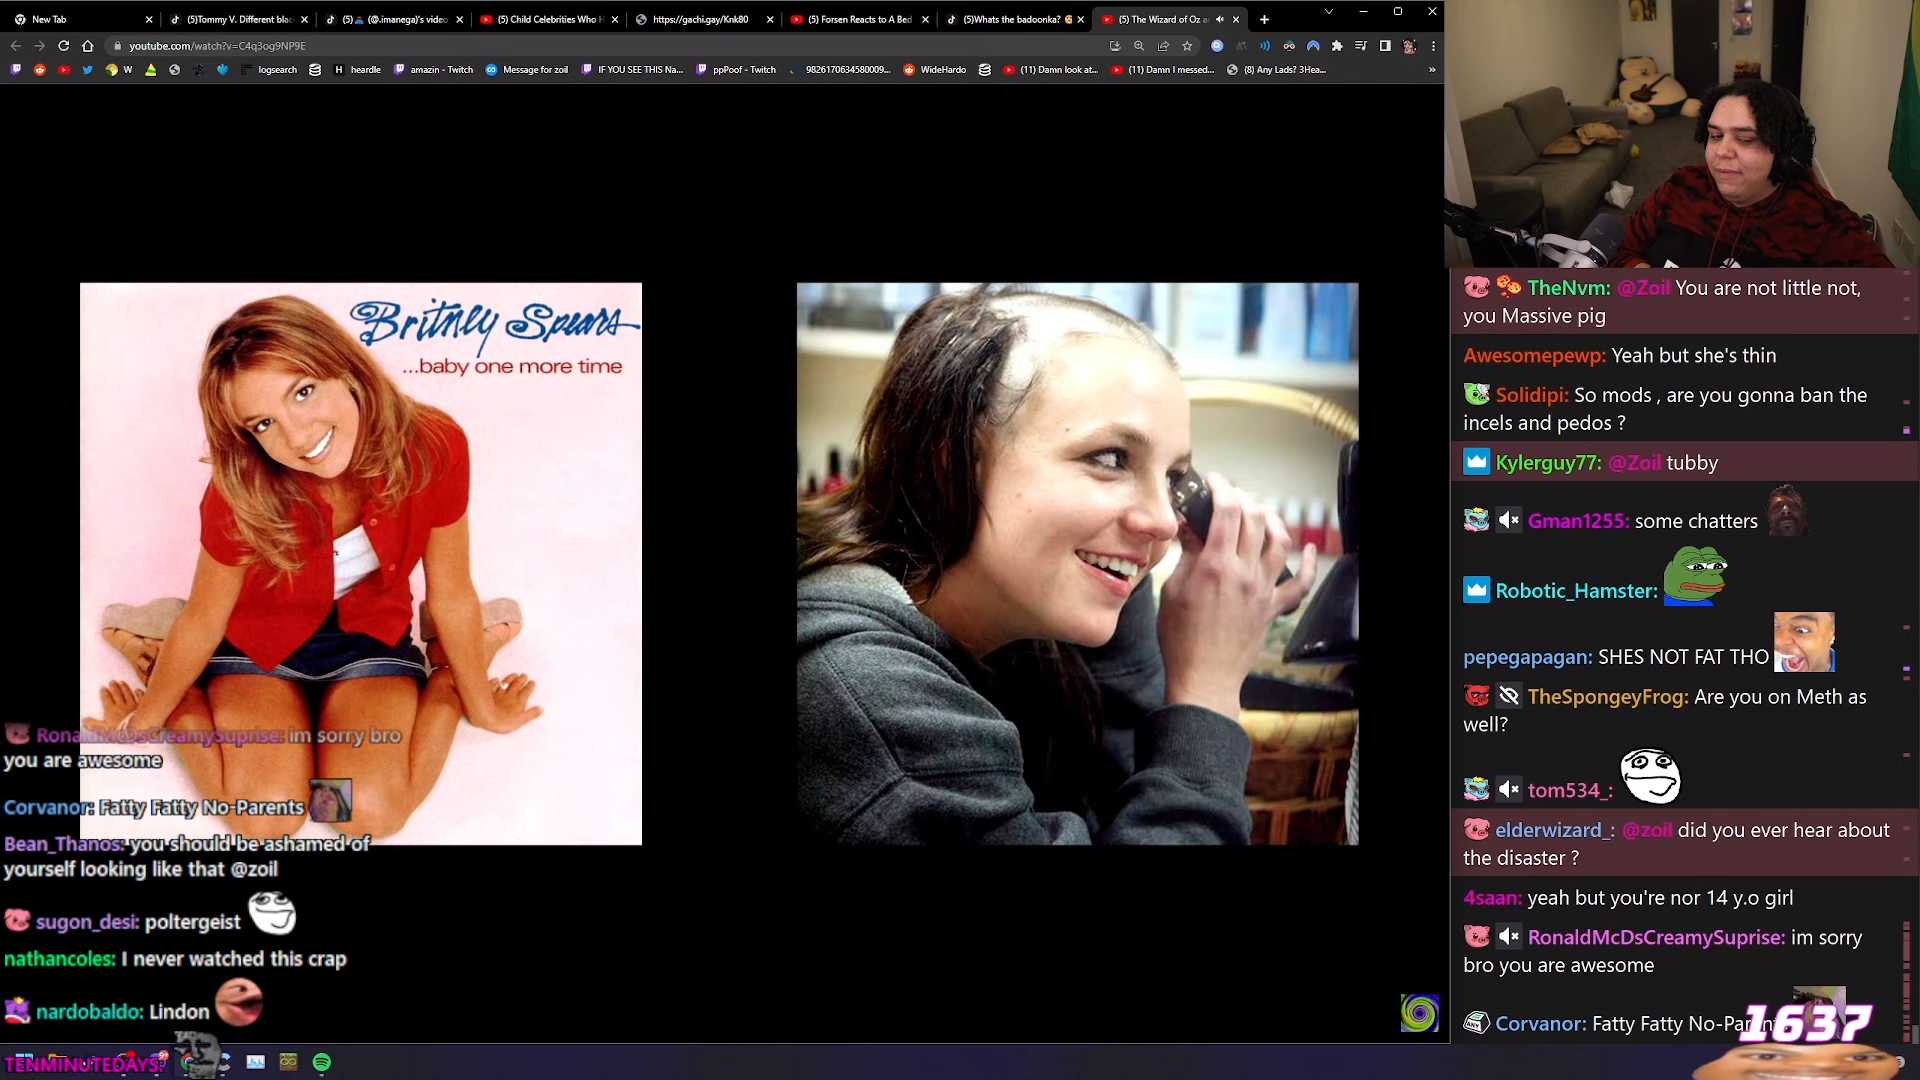 New Tab
(5)Tommy V. Different blac
(5) (@.imanega)'s video
(5) Child Celebrities Who H
https://gachi.gay/Knk80
(5) Forsen Reacts to A Bed
(5)Whats the badoonka?
(5) The Wizard of Oz a
youtube.com/watch?v=C4q3og9NP9E
W
logsearch
H heardle
amazin - Twitch
Message for zoil
IF YOU SEE THIS Na...
ppPoof - Twitch
9826170634580009...
WideHardo
(11) Damn look at...
(11) Damn I messed...
(8) Any Lads? 3Hea...
Britney Spears
...baby one more time
RonaldMcDsCreamySuprise: im sorry bro
you are awesome
Corvanor: Fatty Fatty No-Parents
Bean_Thanos: you should be ashamed of
yourself looking like that @zoil
sugon_desi: poltergeist
nathancoles: I never watched this crap
nardobaldo: Lindon
TENMINUTEDAYS:
TheNvm: @Zoil You are not little not,
you Massive pig
Awesomepewp: Yeah but she's thin
Solidipi: So mods , are you gonna ban the
incels and pedos ?
Kylerguy77: @Zoil tubby
Gman1255: some chatters
Robotic_Hamster:
pepegapagan: SHES NOT FAT THO
TheSpongeyFrog: Are you on Meth as
well?
tom534_:
elderwizard_: @zoil did you ever hear about
the disaster ?
4saan: yeah but you're nor 14 y.o girl
RonaldMcDsCreamySuprise: im sorry
bro you are awesome
Corvanor: Fatty Fatty No-Paren
1637